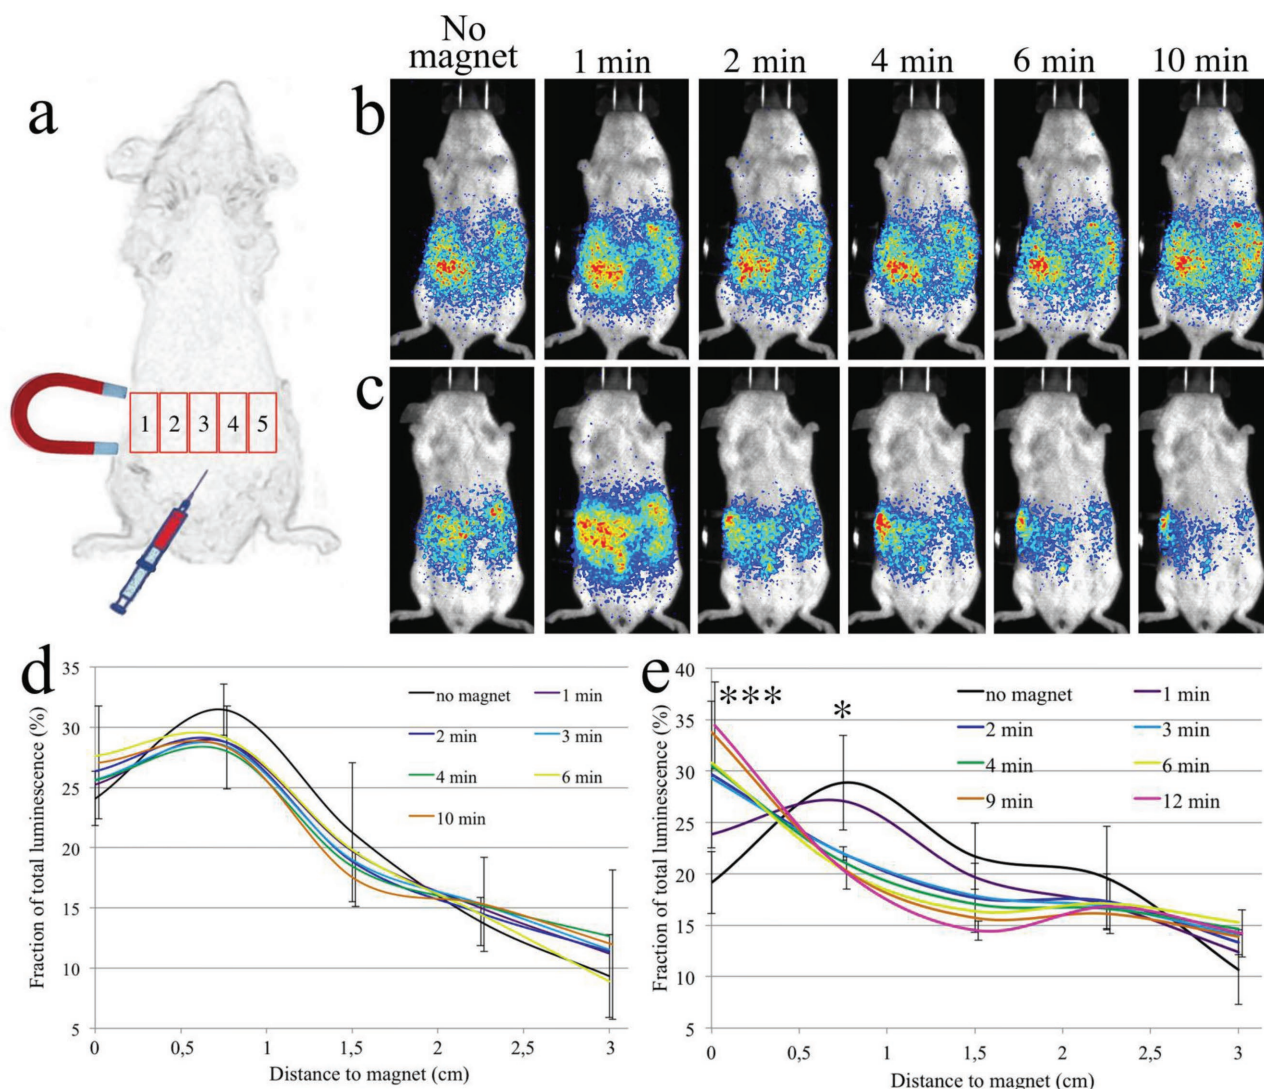 a
1 2 3 4 5
b
No magnet 1 min 2 min 4 min 6 min 10 min
c
d
Fraction of total luminescence (%)
35
30
25
20
15
10
5
no magnet 1 min
2 min 3 min
4 min 6 min
10 min
0 0,5 1 1,5 2 2,5 3
Distance to magnet (cm)
e
Fraction of total luminescence (%)
40
35
30
25
20
15
10
5
*** *
no magnet 1 min
2 min 3 min
4 min 6 min
9 min 12 min
0 0,5 1 1,5 2 2,5 3
Distance to magnet (cm)